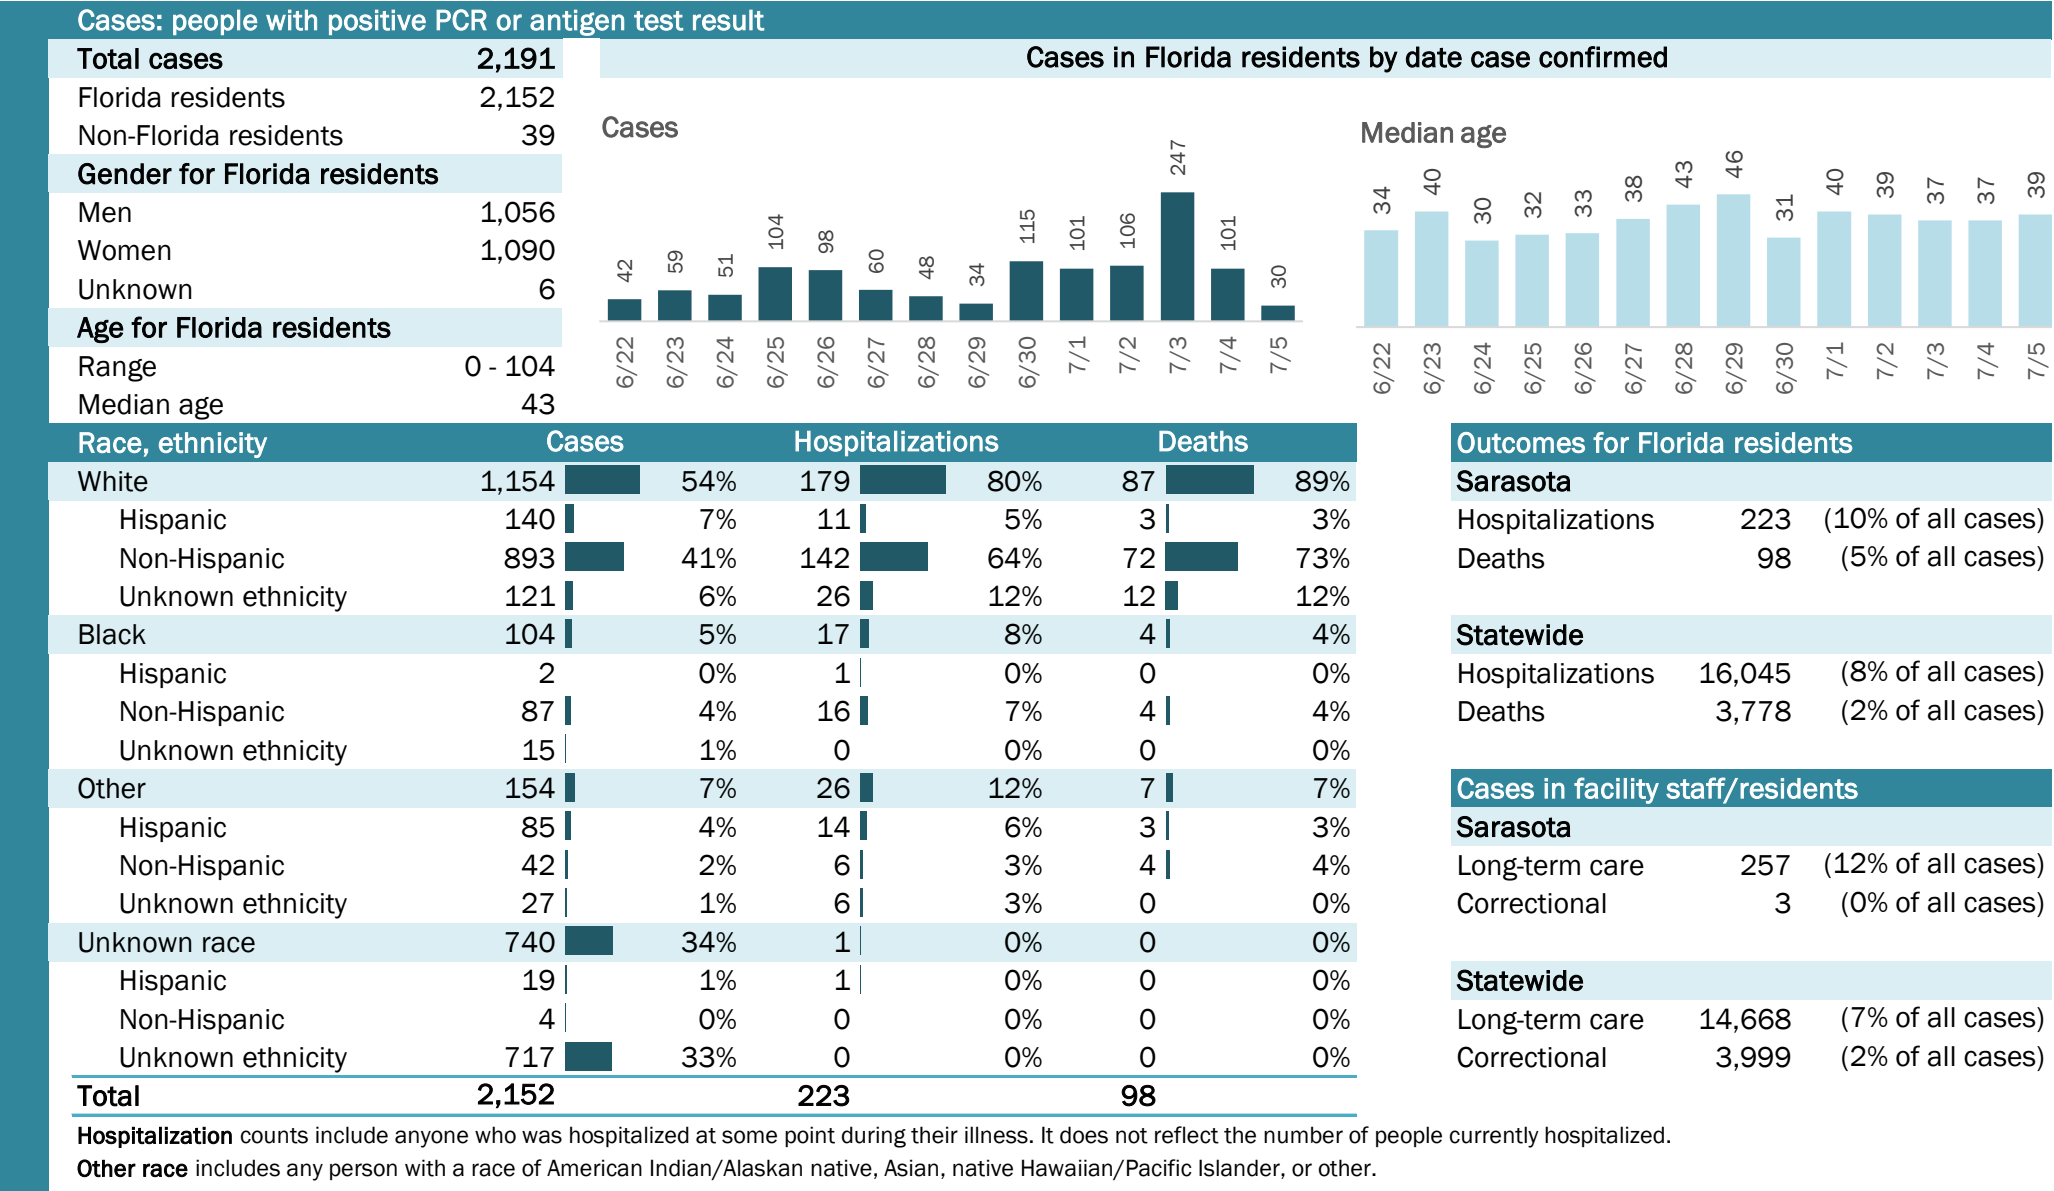 Cases: people with positive PCR or antigen test result
Total cases 2,191
Florida residents 2,152
Non-Florida residents 39
Gender for Florida residents
Men 1,056
Women 1,090
Unknown 6
Age for Florida residents
Range 0 - 104
Median age 43
Cases in Florida residents by date case confirmed
Cases
42 59 51 104 98 60 48 34 115 101 106 247 101 30
6/22 6/23 6/24 6/25 6/26 6/27 6/28 6/29 6/30 7/1 7/2 7/3 7/4 7/5
Median age
34 40 30 32 33 38 43 46 31 40 39 37 37 39
6/22 6/23 6/24 6/25 6/26 6/27 6/28 6/29 6/30 7/1 7/2 7/3 7/4 7/5
Race, ethnicity Cases Hospitalizations Deaths
White 1,154 54% 179 80% 87 89%
Hispanic 140 7% 11 5% 3 3%
Non-Hispanic 893 41% 142 64% 72 73%
Unknown ethnicity 121 6% 26 12% 12 12%
Black 104 5% 17 8% 4 4%
Hispanic 2 0% 1 0% 0 0%
Non-Hispanic 87 4% 16 7% 4 4%
Unknown ethnicity 15 1% 0 0% 0 0%
Other 154 7% 26 12% 7 7%
Hispanic 85 4% 14 6% 3 3%
Non-Hispanic 42 2% 6 3% 4 4%
Unknown ethnicity 27 1% 6 3% 0 0%
Unknown race 740 34% 1 0% 0 0%
Hispanic 19 1% 1 0% 0 0%
Non-Hispanic 4 0% 0 0% 0 0%
Unknown ethnicity 717 33% 0 0% 0 0%
Total 2,152 223 98
Outcomes for Florida residents
Sarasota
Hospitalizations 223 (10% of all cases)
Deaths 98 (5% of all cases)
Statewide
Hospitalizations 16,045 (8% of all cases)
Deaths 3,778 (2% of all cases)
Cases in facility staff/residents
Sarasota
Long-term care 257 (12% of all cases)
Correctional 3 (0% of all cases)
Statewide
Long-term care 14,668 (7% of all cases)
Correctional 3,999 (2% of all cases)
Hospitalization counts include anyone who was hospitalized at some point during their illness. It does not reflect the number of people currently hospitalized.
Other race includes any person with a race of American Indian/Alaskan native, Asian, native Hawaiian/Pacific Islander, or other.